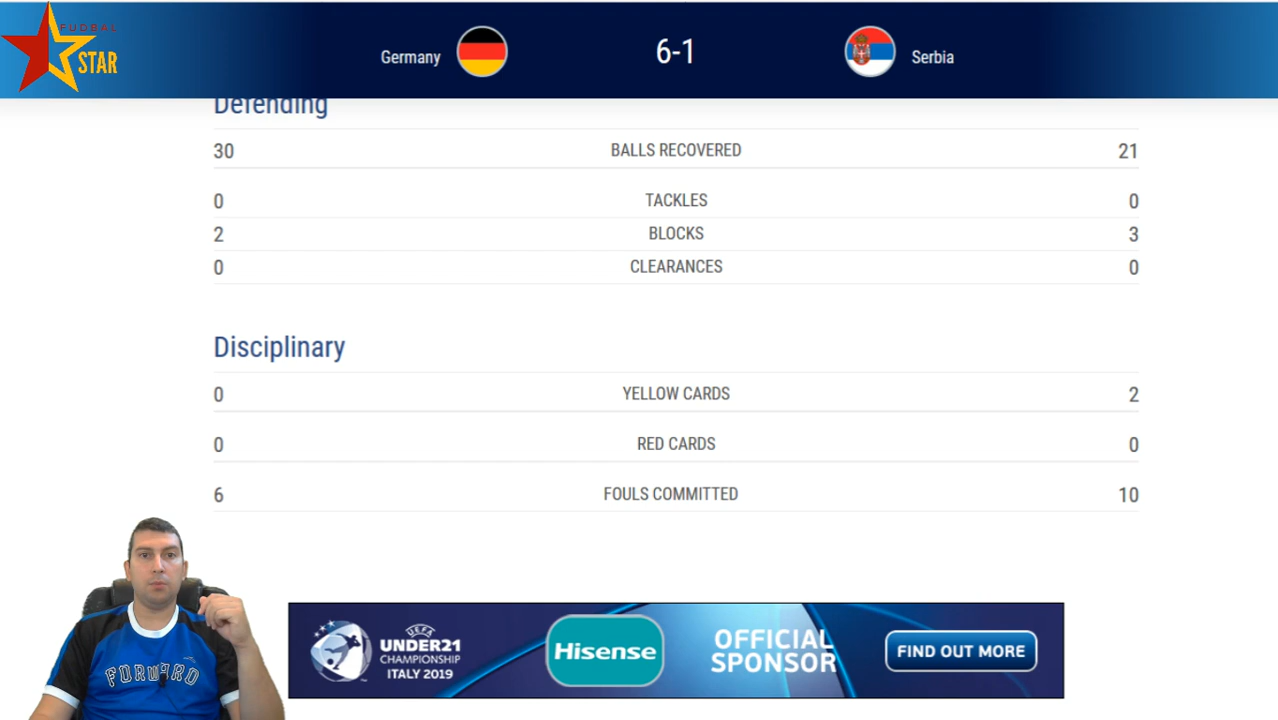 FUDBAL
STAR
Germany
6-1
Serbia
Defending
30 BALLS RECOVERED 21
0 TACKLES 0
2 BLOCKS 3
0 CLEARANCES 0
Disciplinary
0 YELLOW CARDS 2
0 RED CARDS 0
6 FOULS COMMITTED 10
FORWARD
UEFA
UNDER21
CHAMPIONSHIP
ITALY 2019
Hisense
OFFICIAL
SPONSOR
FIND OUT MORE